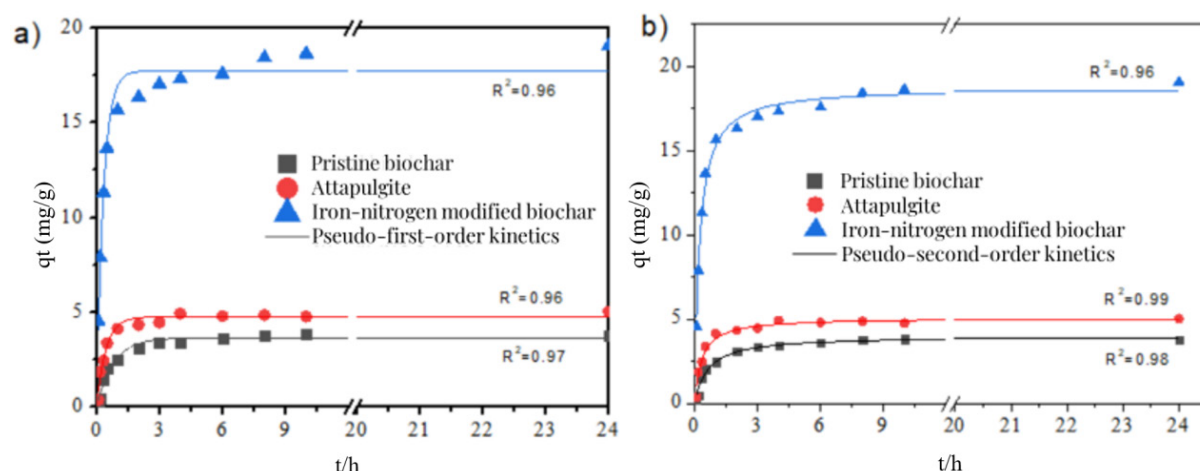 a)
20
15
10
5
0
qt (mg/g)
R²=0.96
Pristine biochar
Attapulgite
Iron-nitrogen modified biochar
Pseudo-first-order kinetics
R²=0.96
R²=0.97
0 3 6 9 20 21 22 23 24
t/h
b)
20
15
10
5
0
qt (mg/g)
R²=0.96
Pristine biochar
Attapulgite
Iron-nitrogen modified biochar
Pseudo-second-order kinetics
R²=0.99
R²=0.98
0 3 6 9 20 21 22 23 24
t/h